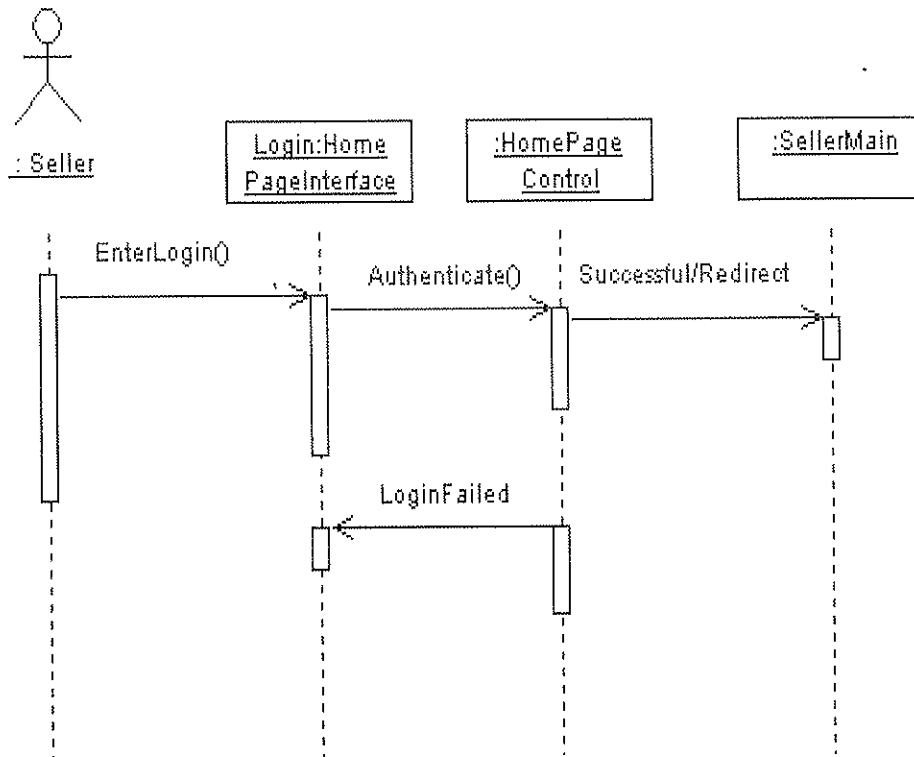 : Seller
Login:Home
PageInterface
:HomePage
Control
:SellerMain
EnterLogin()
Authenticate()
Successful/Redirect
LoginFailed